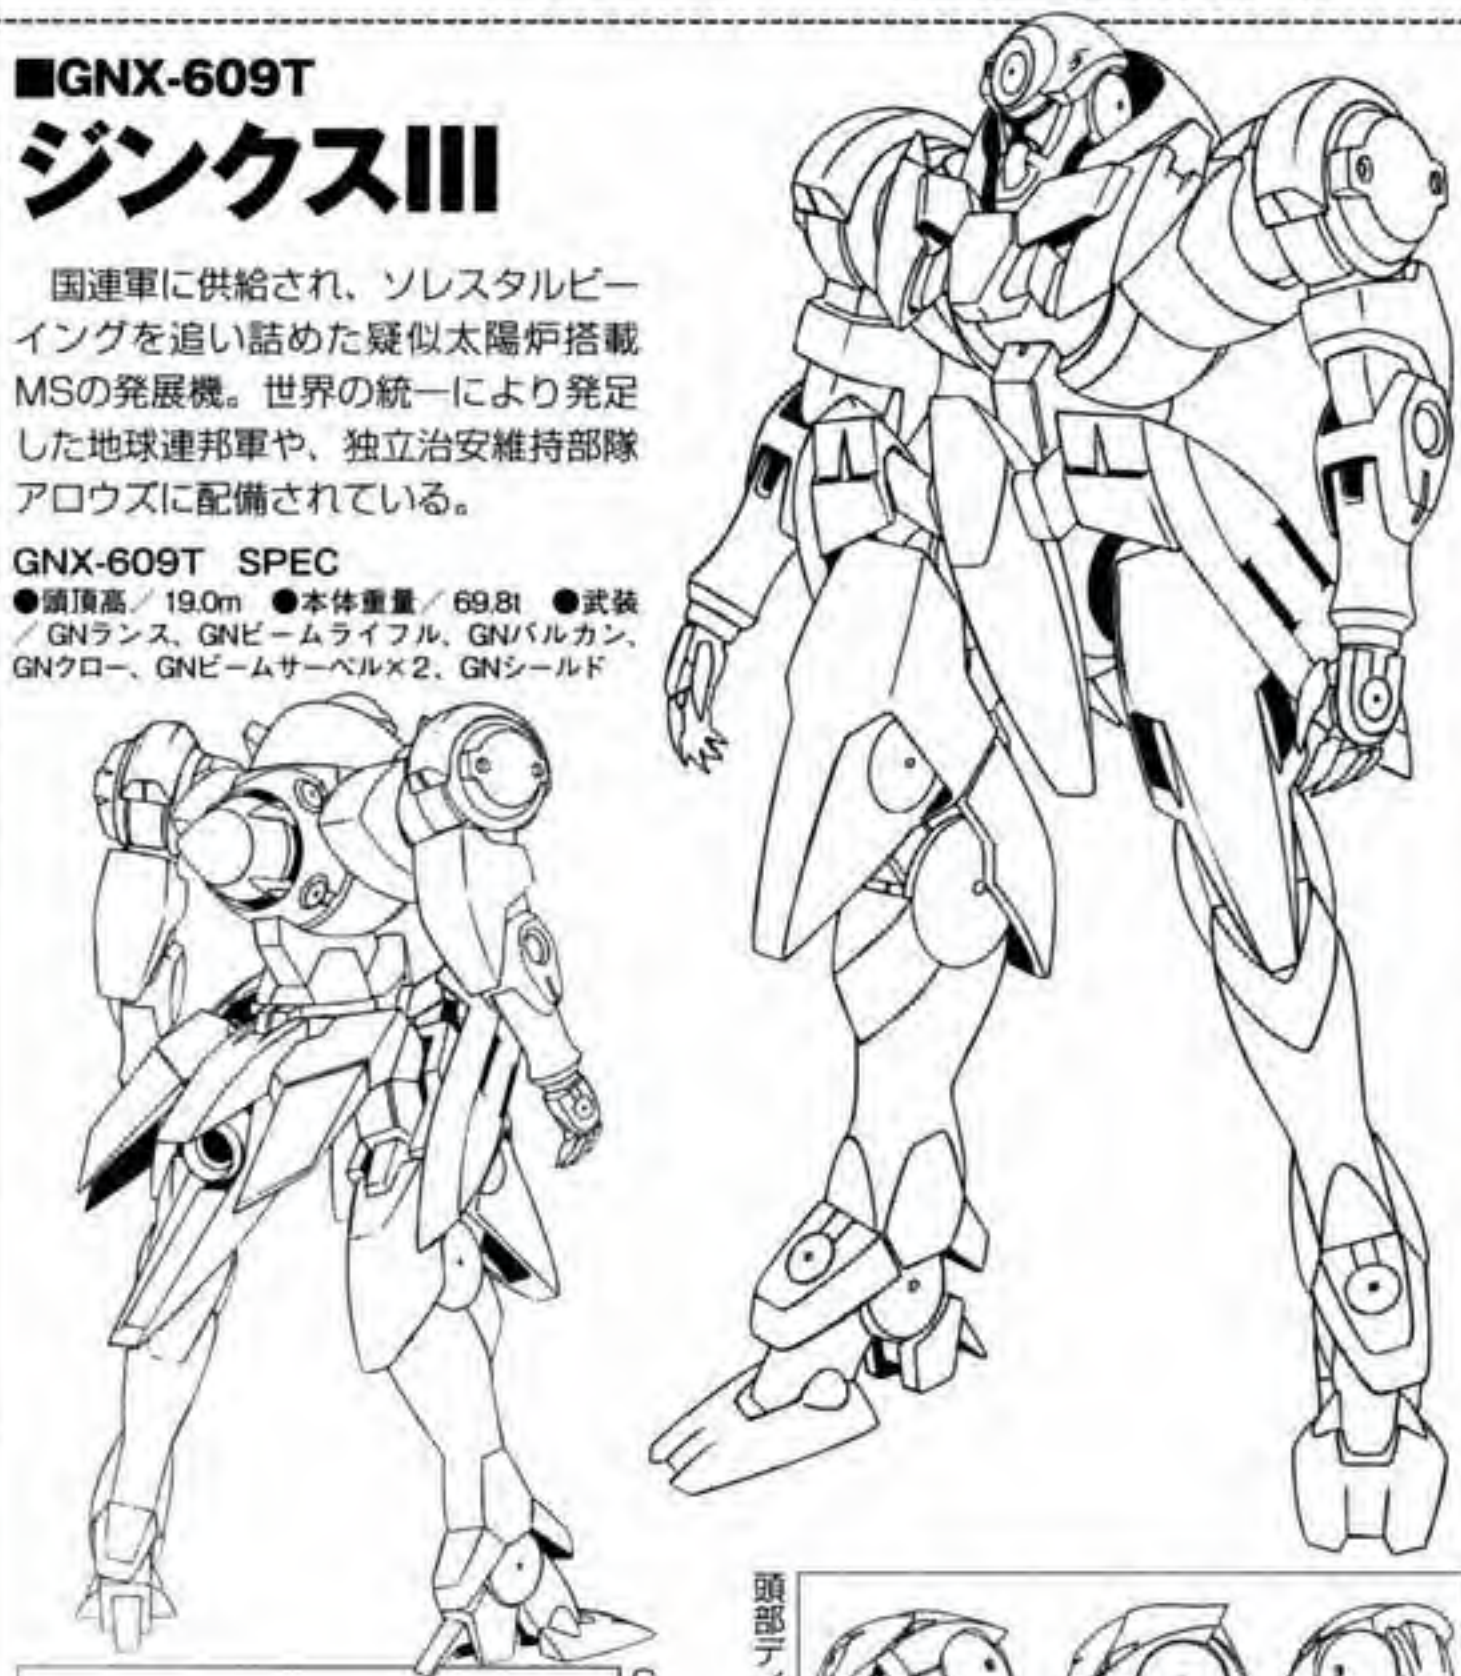 ■GNX-609T
ジンクスIII
国連軍に供給され、ソレスタルビー
イングを追い詰めた疑似太陽炉搭載
MSの発展機。世界の統一により発足
した地球連邦軍や、独立治安維持部隊
アロウズに配備されている。
GNX-609T SPEC
●頭頂高／19.0m ●本体重量／69.8t ●武装
／GNランス、GNビームライフル、GNバルカン、
GNクロー、GNビームサーベル×2、GNシールド
頭部ディ